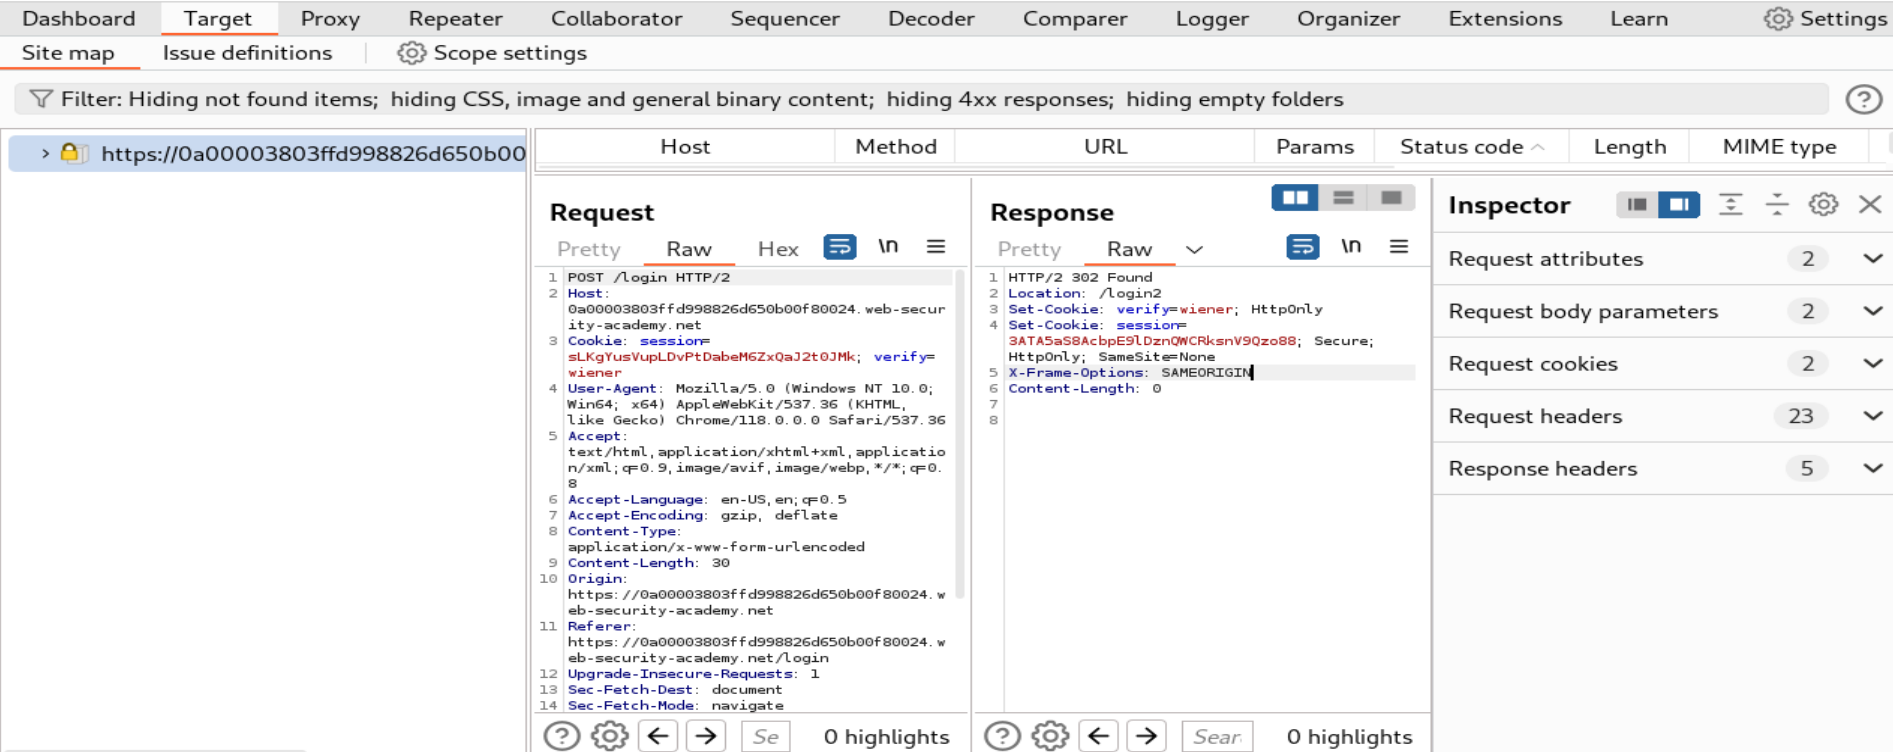 Dashboard Target Proxy Repeater Collaborator Sequencer Decoder Comparer Logger Organizer Extensions Learn Settings
Site map Issue definitions Scope settings
Filter: Hiding not found items; hiding CSS, image and general binary content; hiding 4xx responses; hiding empty folders
https://0a00003803ffd998826d650b00
Host Method URL Params Status code Length MIME type
Request
Pretty Raw Hex \n
1 POST /login HTTP/2
2 Host:
0a00003803ffd998826d650b00f80024.web-secur
ity-academy.net
3 Cookie: session=
sLKgYusVupLDvPtDabeM6ZxQaJ2t0JMk; verify=
wiener
4 User-Agent: Mozilla/5.0 (Windows NT 10.0;
Win64; x64) AppleWebKit/537.36 (KHTML,
like Gecko) Chrome/118.0.0.0 Safari/537.36
5 Accept:
text/html,application/xhtml+xml,applicatio
n/xml;q=0.9,image/avif,image/webp,*/*;q=0.
8
6 Accept-Language: en-US,en;q=0.5
7 Accept-Encoding: gzip, deflate
8 Content-Type:
application/x-www-form-urlencoded
9 Content-Length: 30
10 Origin:
https://0a00003803ffd998826d650b00f80024.w
eb-security-academy.net
11 Referer:
https://0a00003803ffd998826d650b00f80024.w
eb-security-academy.net/login
12 Upgrade-Insecure-Requests: 1
13 Sec-Fetch-Dest: document
14 Sec-Fetch-Mode: navigate
Se 0 highlights
Response
Pretty Raw \n
1 HTTP/2 302 Found
2 Location: /login2
3 Set-Cookie: verify=wiener; HttpOnly
4 Set-Cookie: session=
3ATA5aS8AcbpE9lDznQWCRksnV9Qzo88; Secure;
HttpOnly; SameSite=None
5 X-Frame-Options: SAMEORIGIN
6 Content-Length: 0
7
8
Sear 0 highlights
Inspector
Request attributes 2
Request body parameters 2
Request cookies 2
Request headers 23
Response headers 5